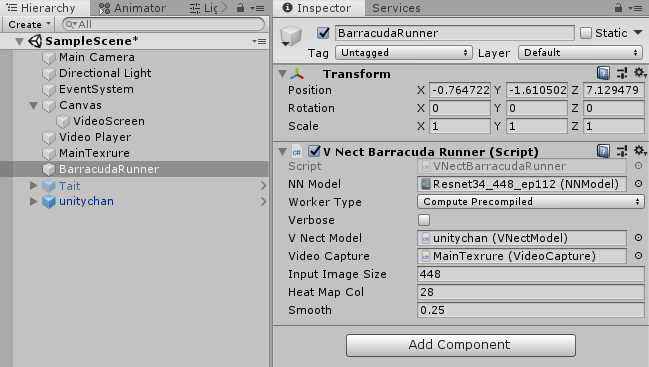 Hierarchy
Animator
Lig
Create
All
SampleScene*
Main Camera
Directional Light
EventSystem
Canvas
VideoScreen
Video Player
MainTexrure
BarracudaRunner
Tait
unitychan
Inspector
Services
BarracudaRunner
Static
Tag Untagged Layer Default
Transform
Position X -0.764722 Y -1.610502 Z 7.129479
Rotation X 0 Y 0 Z 0
Scale X 1 Y 1 Z 1
V Nect Barracuda Runner (Script)
Script VNectBarracudaRunner
NN Model Resnet34_448_ep112 (NNModel)
Worker Type Compute Precompiled
Verbose
V Nect Model unitychan (VNectModel)
Video Capture MainTexrure (VideoCapture)
Input Image Size 448
Heat Map Col 28
Smooth 0.25
Add Component